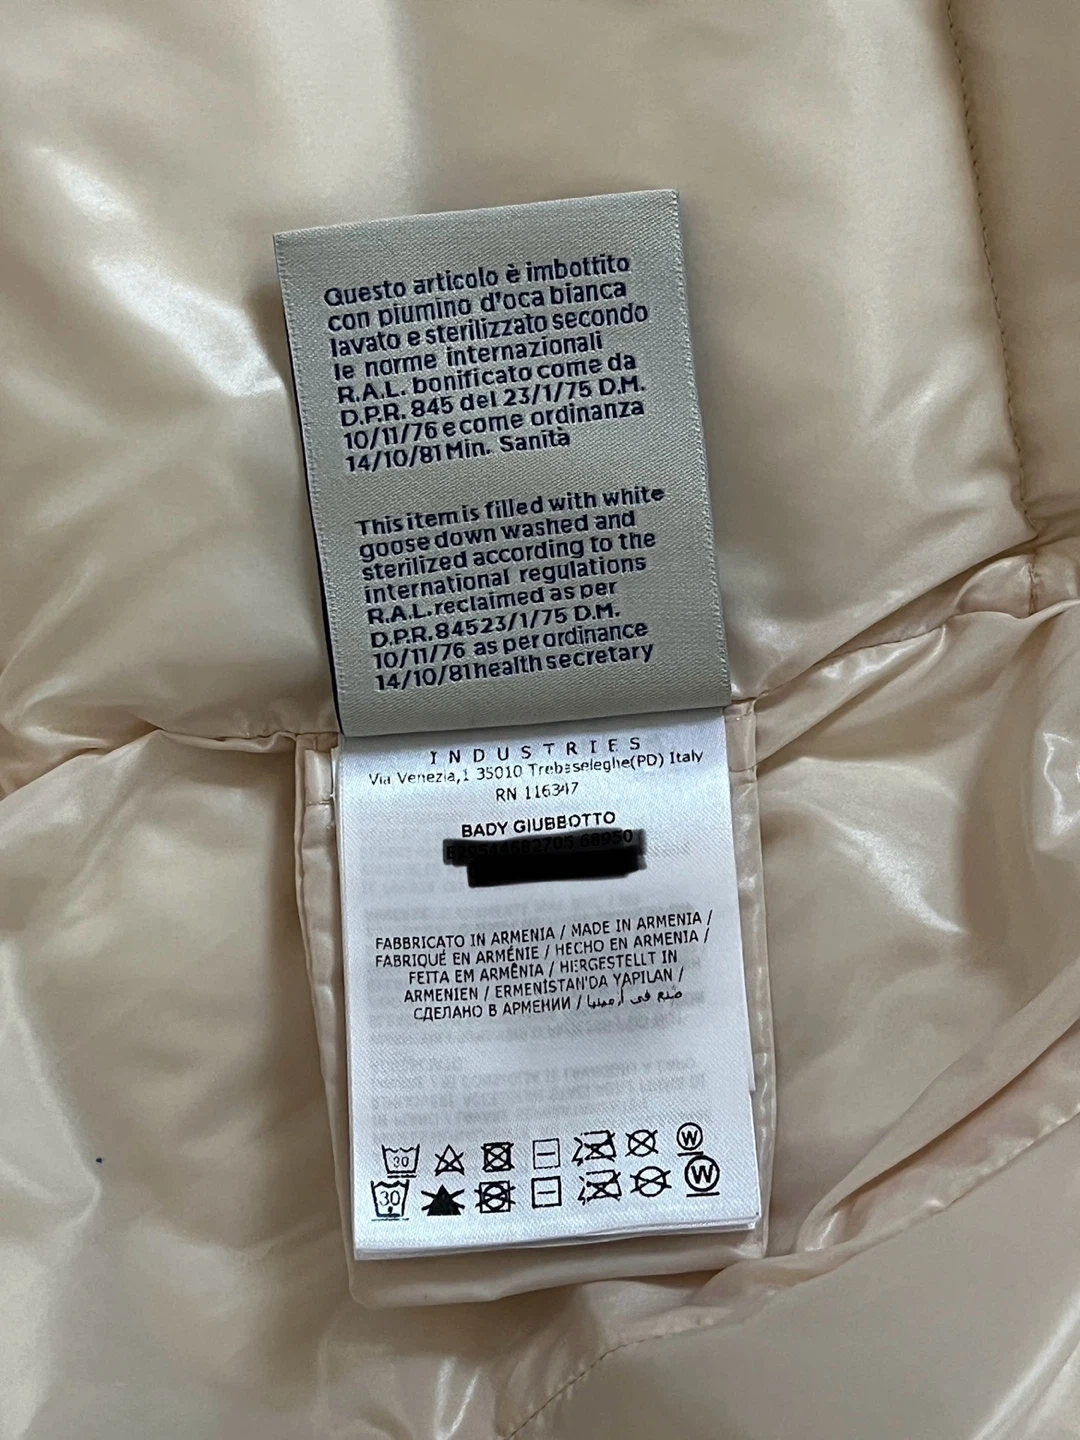 Questo articolo è imbottito
con piumino d'oca bianca
lavato e sterilizzato secondo
le norme internazionali
R.A.L. bonificato come da
D.P.R. 845 del 23/1/75 D.M.
10/11/76 e come ordinanza
14/10/81 Min. Sanità
This item is filled with white
goose down washed and
sterilized according to the
international regulations
R.A.L. reclaimed as per
D.P.R. 845 23/1/75 D.M.
10/11/76 as per ordinance
14/10/81 health secretary
INDUSTRIES
Via Venezia,1 35010 Trebaseleghe(PD) Italy
RN 116347
BADY GIUBBOTTO
FABBRICATO IN ARMENIA / MADE IN ARMENIA /
FABRIQUÉ EN ARMÉNIE / HECHO EN ARMENIA /
FEITA EM ARMÊNIA / HERGESTELLT IN
ARMENIEN / ERMENİSTAN'DA YAPILAN /
СДЕЛАНО В АРМЕНИИ / صنع في أرمينيا
30 W
30 W